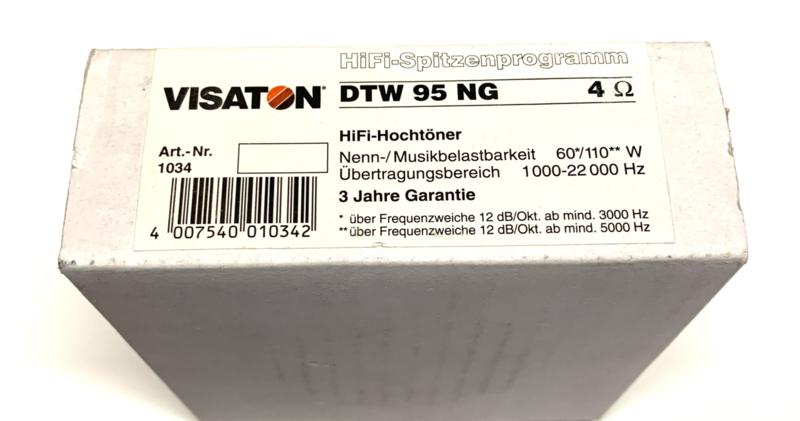 HiFi-Spitzenprogramm
VISATON®
DTW 95 NG 4 Ω
HiFi-Hochtöner
Art.-Nr.
1034
Nenn-/Musikbelastbarkeit 60*/110** W
Übertragungsbereich 1000-22 000 Hz
3 Jahre Garantie
* über Frequenzweiche 12 dB/Okt. ab mind. 3000 Hz
** über Frequenzweiche 12 dB/Okt. ab mind. 5000 Hz
4 007540 010342